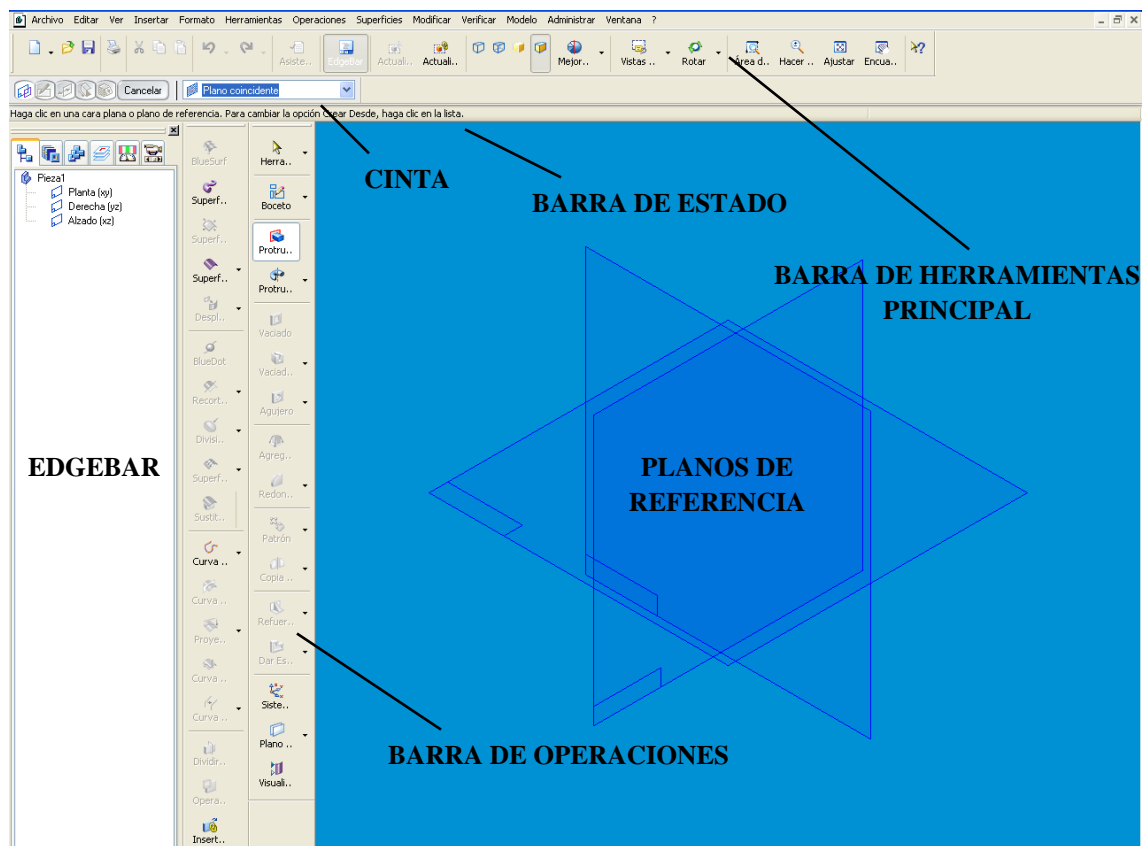 Archivo Editar Ver Insertar Formato Herramientas Operaciones Superficies Modificar Verificar Modelo Administrar Ventana ?
Asiste.. EdgeBar Actuali.. Actuali.. Mejor.. Vistas .. Rotar Área d.. Hacer .. Ajustar Encua..
Cancelar Plano coincidente
Haga clic en una cara plana o plano de referencia. Para cambiar la opción Crear Desde, haga clic en la lista.
Pieza1
Planta (xy)
Derecha (yz)
Alzado (xz)
EDGEBAR
BlueSurf
Superf..
Superf..
Superf..
Despl..
BlueDot
Recort..
Divisi..
Superf..
Sustit..
Curva ..
Curva ..
Proye..
Curva ..
Curva ..
Dividir..
Opera..
Insert..
Herra..
Boceto
Protru..
Protru..
Vaciado
Vaciad..
Agujero
Agreg..
Redon..
Patrón
Copia ..
Refuer..
Dar Es..
Siste..
Plano ..
Visuali..
CINTA
BARRA DE ESTADO
BARRA DE HERRAMIENTAS
PRINCIPAL
PLANOS DE
REFERENCIA
BARRA DE OPERACIONES